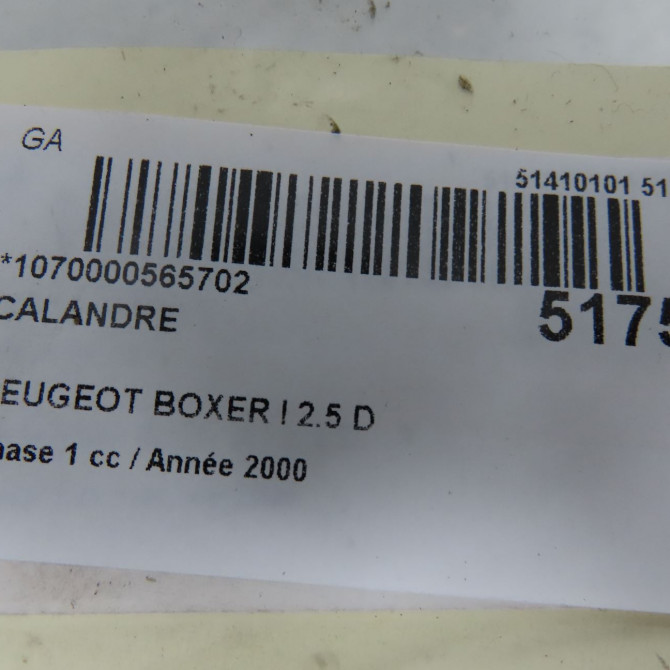 GA
51410101 51
*1070000565702
CALANDRE
5175
EUGEOT BOXER I 2.5 D
hase 1 cc / Année 2000